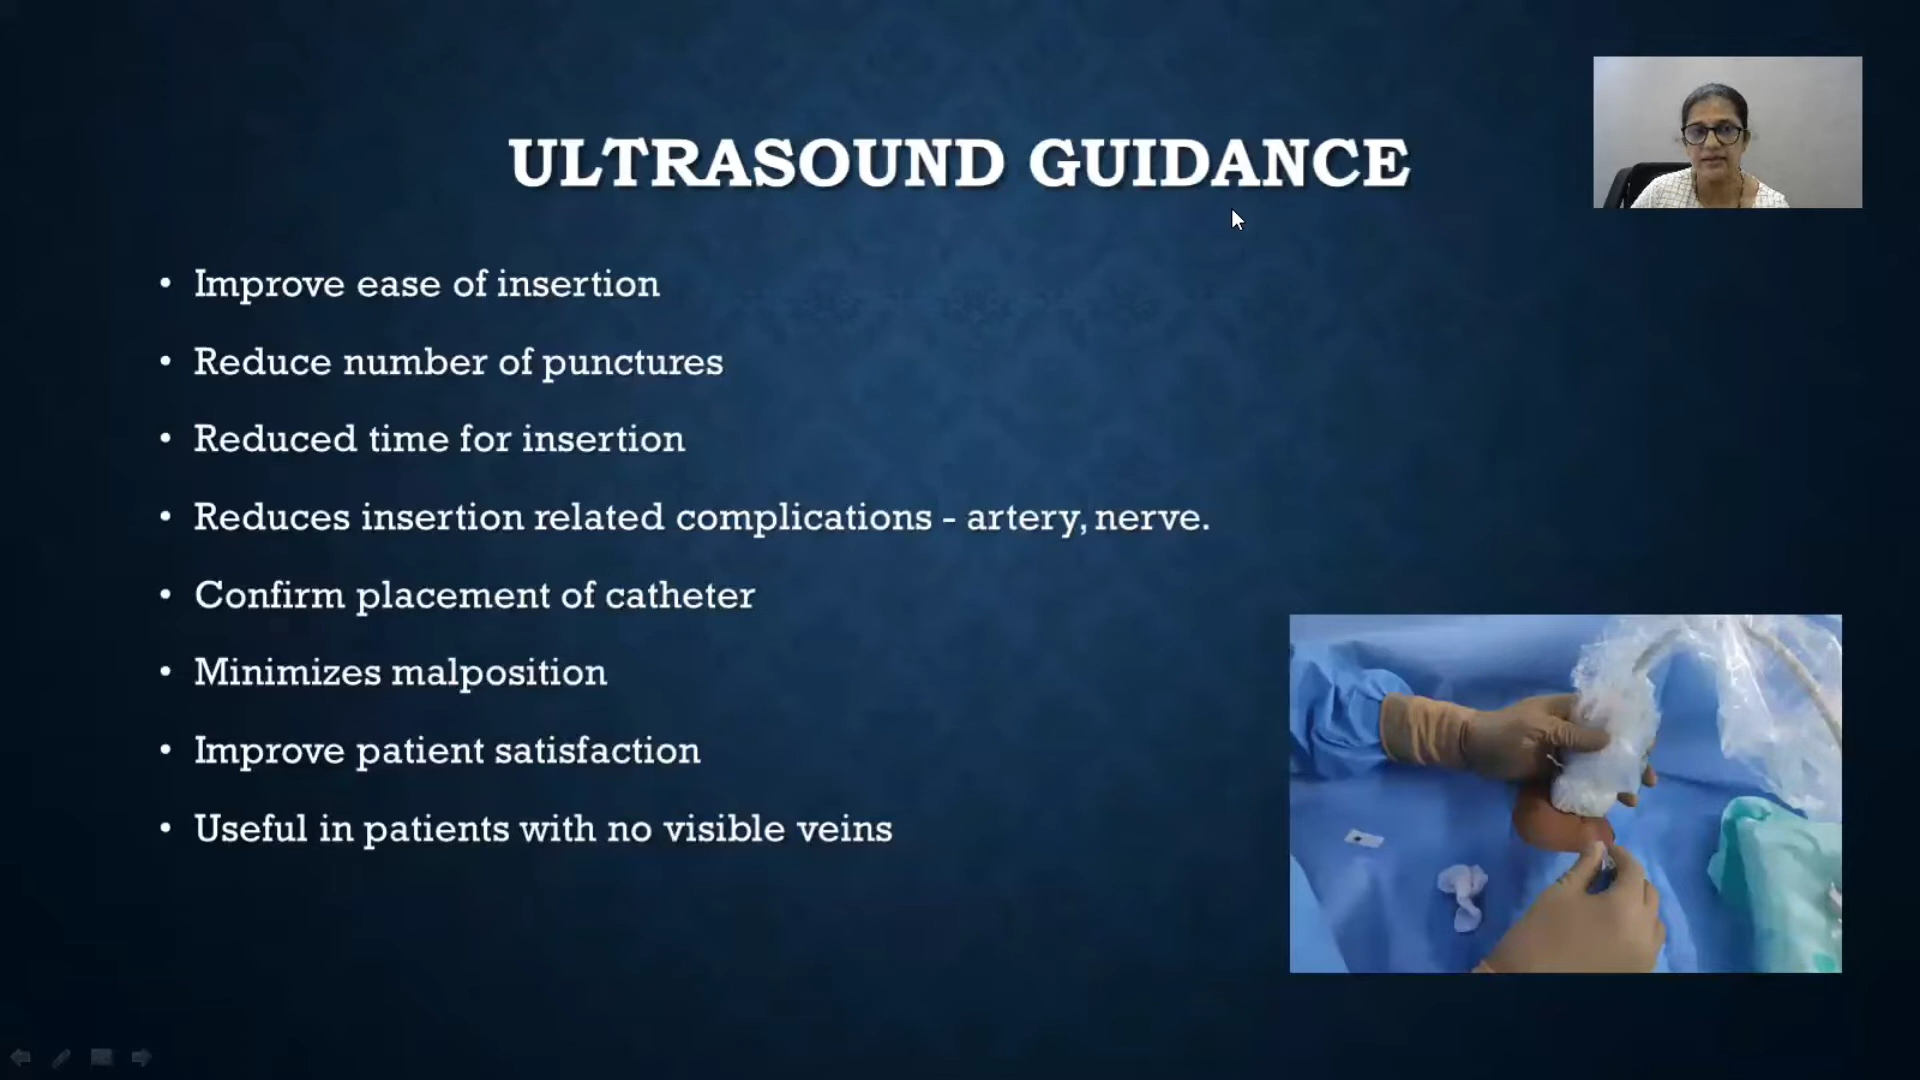 ULTRASOUND GUIDANCE
• Improve ease of insertion
• Reduce number of punctures
• Reduced time for insertion
• Reduces insertion related complications - artery, nerve.
• Confirm placement of catheter
• Minimizes malposition
• Improve patient satisfaction
• Useful in patients with no visible veins